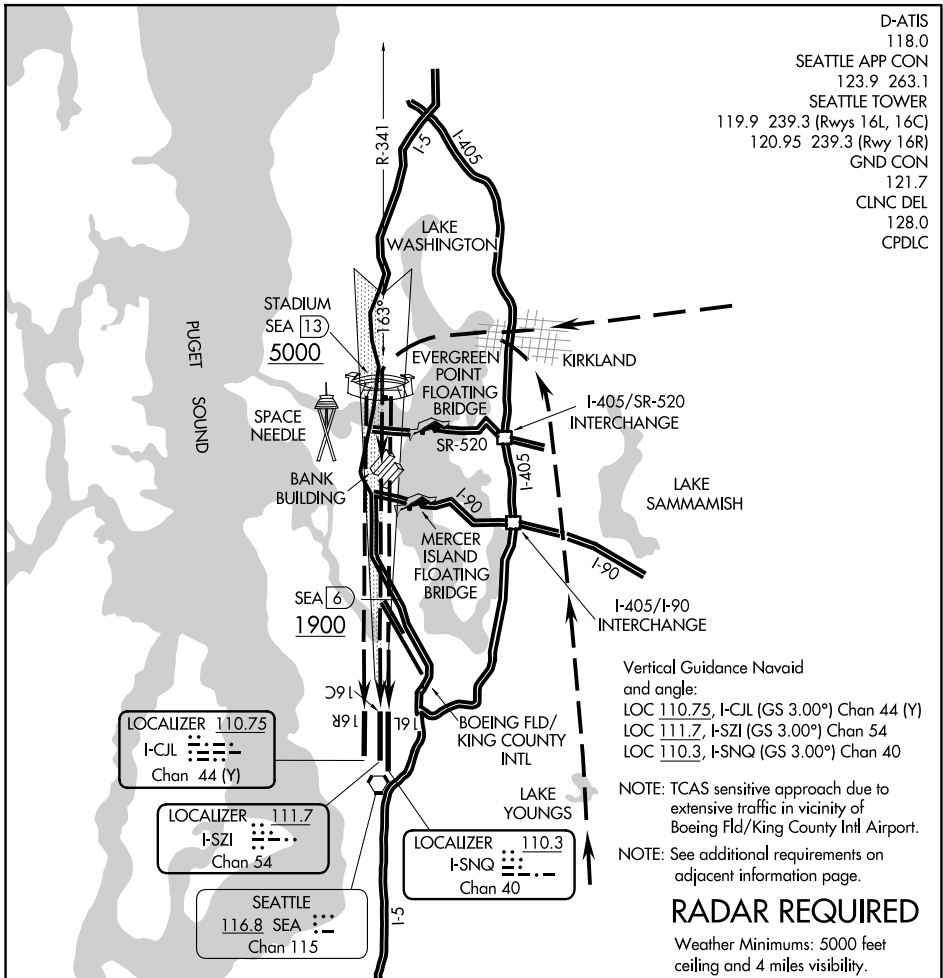 D-ATIS
118.0
SEATTLE APP CON
123.9 263.1
SEATTLE TOWER
119.9 239.3 (Rwys 16L, 16C)
120.95 239.3 (Rwy 16R)
GND CON
121.7
CLNC DEL
128.0
CPDLC
R-341
I-5
I-405
LAKE
WASHINGTON
STADIUM
SEA 13
5000
163°
PUGET
SOUND
EVERGREEN
POINT
FLOATING
BRIDGE
KIRKLAND
SPACE
NEEDLE
I-405/SR-520
INTERCHANGE
SR-520
I-405
BANK
BUILDING
I-90
LAKE
SAMMAMISH
MERCER
ISLAND
FLOATING
BRIDGE
I-90
SEA 6
1900
I-405/I-90
INTERCHANGE
16C
16R
16L
BOEING FLD/
KING COUNTY
INTL
Vertical Guidance Navaid
and angle:
LOC 110.75, I-CJL (GS 3.00°) Chan 44 (Y)
LOC 111.7, I-SZI (GS 3.00°) Chan 54
LOC 110.3, I-SNQ (GS 3.00°) Chan 40
LOCALIZER 110.75
I-CJL
Chan 44 (Y)
LAKE
YOUNGS
NOTE: TCAS sensitive approach due to
extensive traffic in vicinity of
Boeing Fld/King County Intl Airport.
LOCALIZER 111.7
I-SZI
Chan 54
LOCALIZER 110.3
I-SNQ
Chan 40
NOTE: See additional requirements on
adjacent information page.
SEATTLE
116.8 SEA
Chan 115
I-5
RADAR REQUIRED
Weather Minimums: 5000 feet
ceiling and 4 miles visibility.